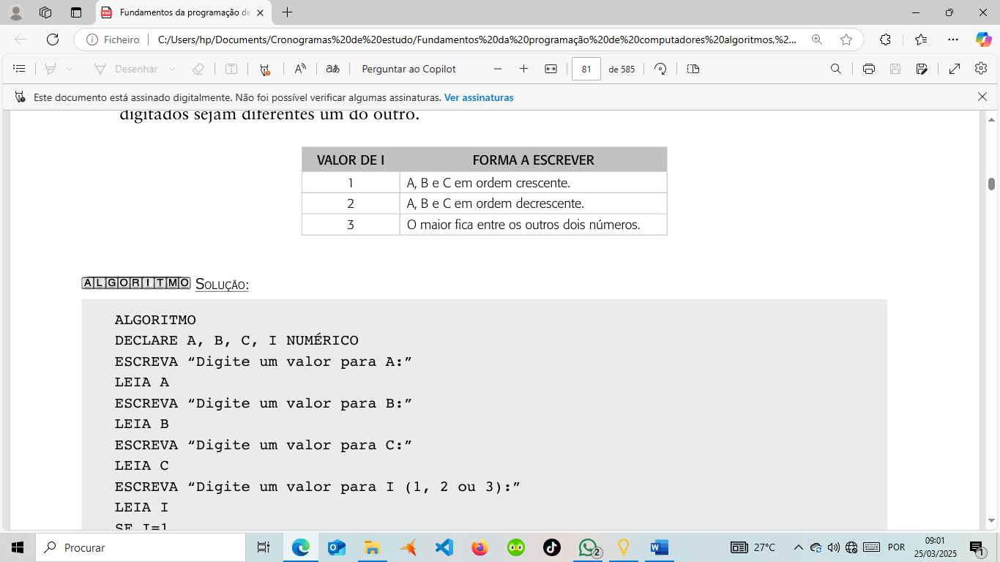 Fundamentos da programação de
Ficheiro
C:/Users/hp/Documents/Cronogramas%20de%20estudo/Fundamentos%20da%20programação%20de%20computadores%20algoritmos,%2...
Desenhar
Perguntar ao Copilot
81
de 585
Este documento está assinado digitalmente. Não foi possível verificar algumas assinaturas. Ver assinaturas
digitados sejam diferentes um do outro.
VALOR DE I FORMA A ESCREVER
1 A, B e C em ordem crescente.
2 A, B e C em ordem decrescente.
3 O maior fica entre os outros dois números.
ALGORITMO SOLUÇÃO:
ALGORITMO
DECLARE A, B, C, I NUMÉRICO
ESCREVA “Digite um valor para A:”
LEIA A
ESCREVA “Digite um valor para B:”
LEIA B
ESCREVA “Digite um valor para C:”
LEIA C
ESCREVA “Digite um valor para I (1, 2 ou 3):”
LEIA I
SE I=1
Procurar
2
27°C
POR
09:01
25/03/2025
1